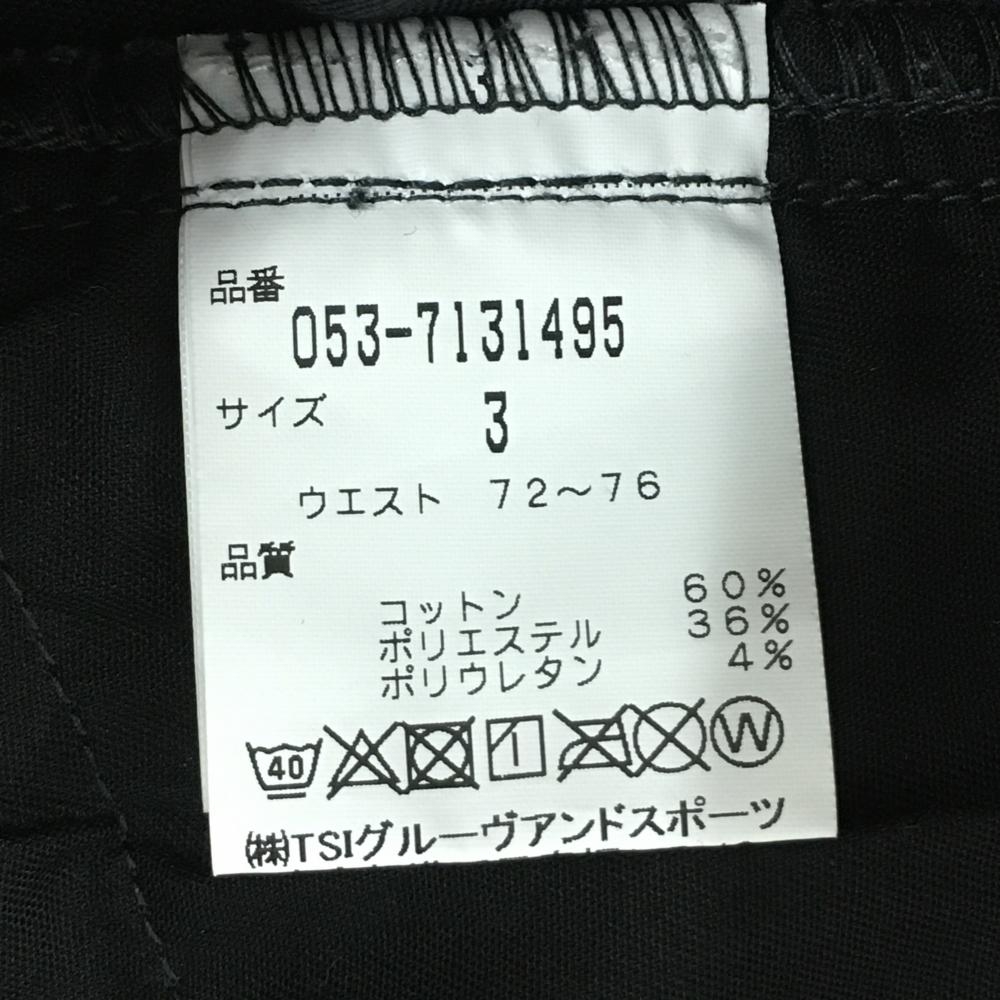 3
品番
053-7131495
サイズ 3
ウエスト 72～76
品質
コットン 60%
ポリエステル 36%
ポリウレタン 4%
40 W
㈱TSIグルーヴアンドスポーツ